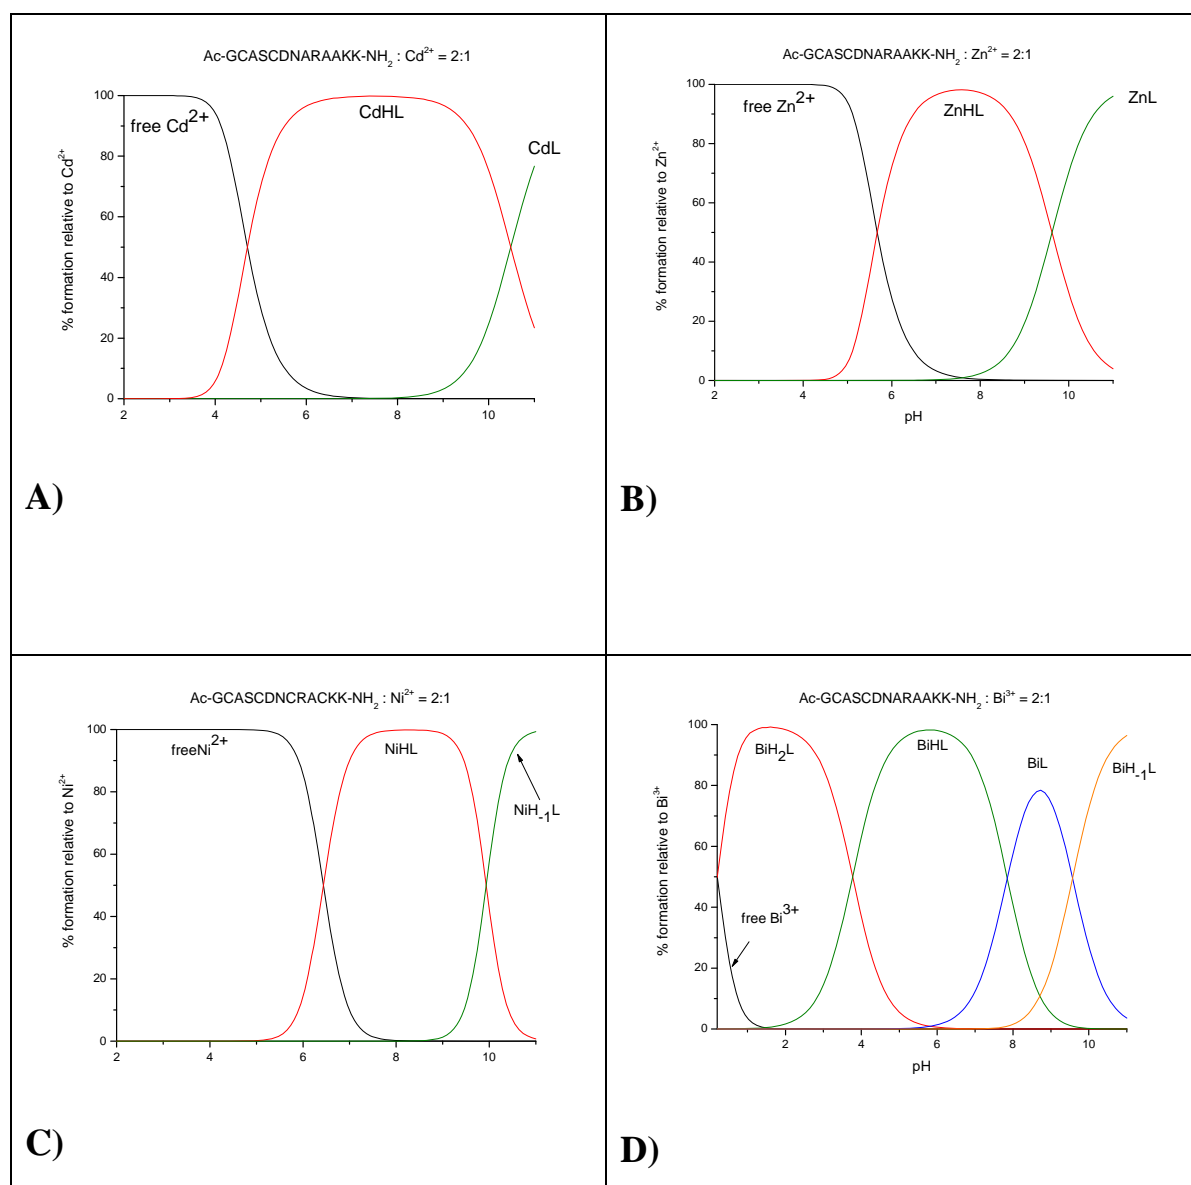 Ac-GCASCDNARAAKK-NH2 : Cd2+ = 2:1
% formation relative to Cd2+
100
80
60
40
20
0
free Cd2+
CdHL
CdL
2 4 6 8 10
A)
Ac-GCASCDNARAAKK-NH2 : Zn2+ = 2:1
% formation relative to Zn2+
100
80
60
40
20
0
free Zn2+
ZnHL
ZnL
2 4 6 8 10
pH
B)
Ac-GCASCDNCRACKK-NH2 : Ni2+ = 2:1
% formation relative to Ni2+
100
80
60
40
20
0
freeNi2+
NiHL
NiH-1L
2 4 6 8 10
C)
Ac-GCASCDNARAAKK-NH2 : Bi3+ = 2:1
% formation relative to Bi3+
100
80
60
40
20
0
BiH2L
BiHL
BiL
BiH-1L
free Bi3+
2 4 6 8 10
pH
D)